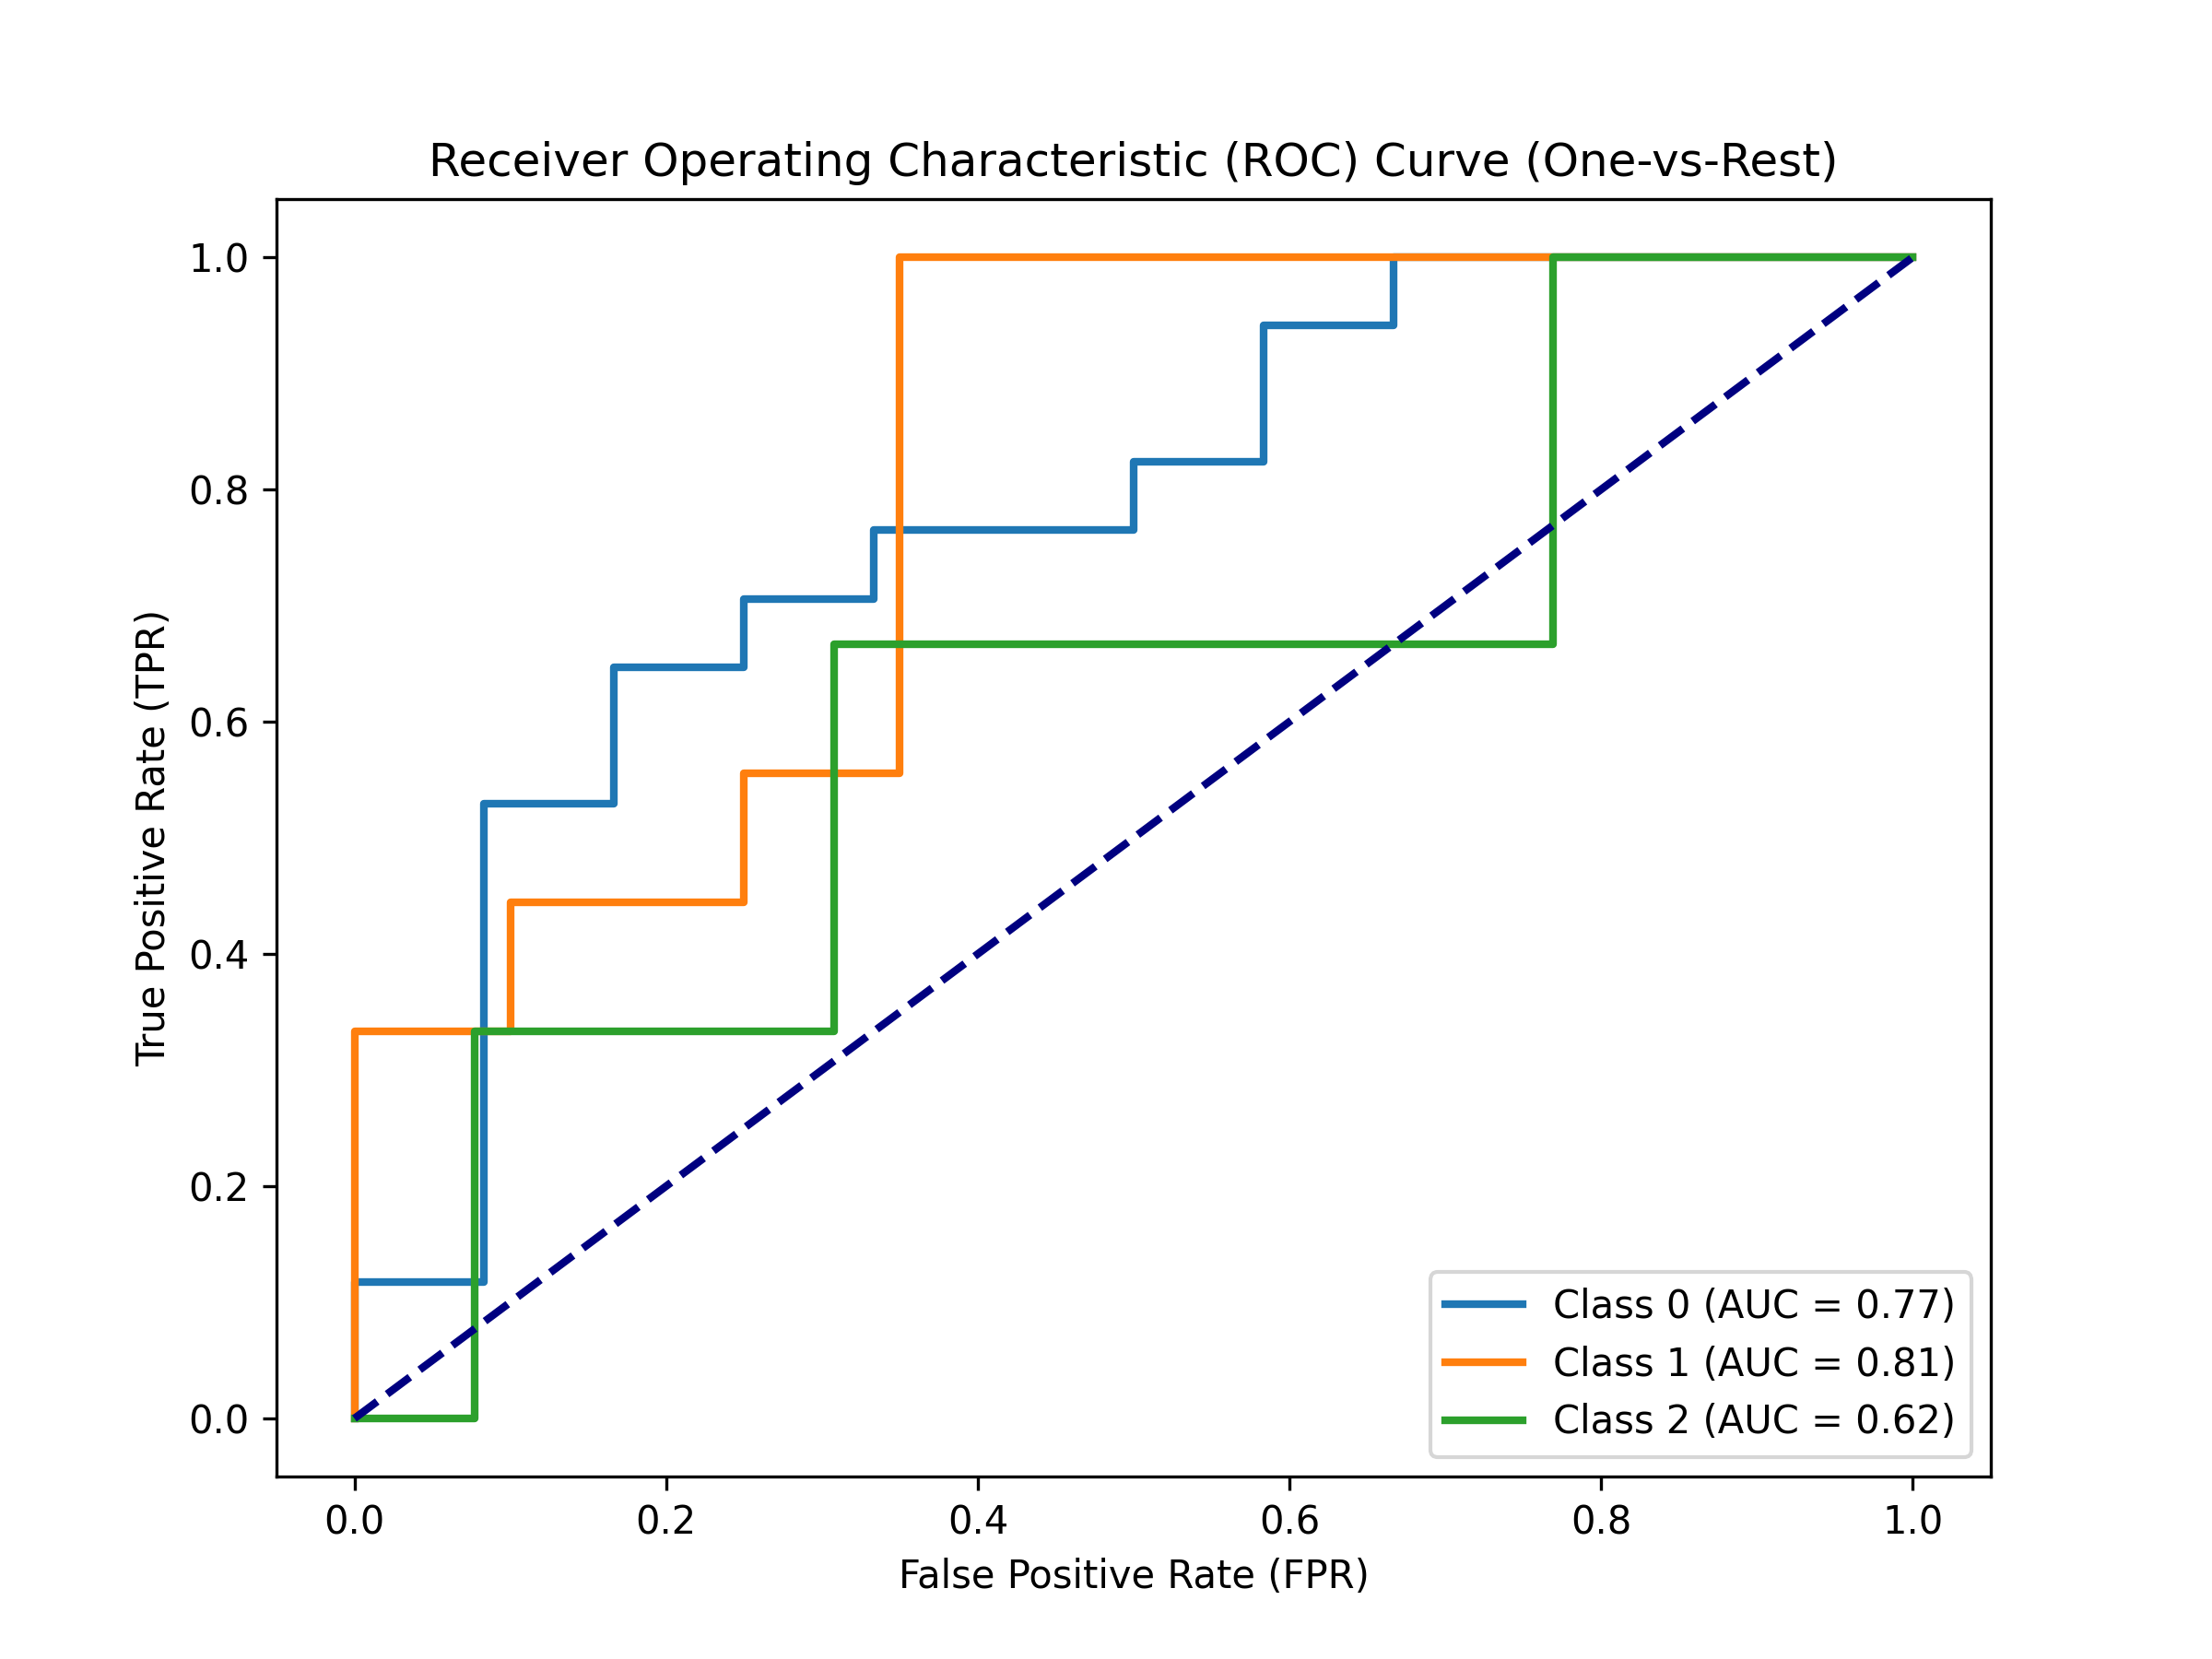 Receiver Operating Characteristic (ROC) Curve (One-vs-Rest)
True Positive Rate (TPR)
1.0
0.8
0.6
0.4
0.2
0.0
Class 0 (AUC = 0.77)
Class 1 (AUC = 0.81)
Class 2 (AUC = 0.62)
0.0 0.2 0.4 0.6 0.8 1.0
False Positive Rate (FPR)